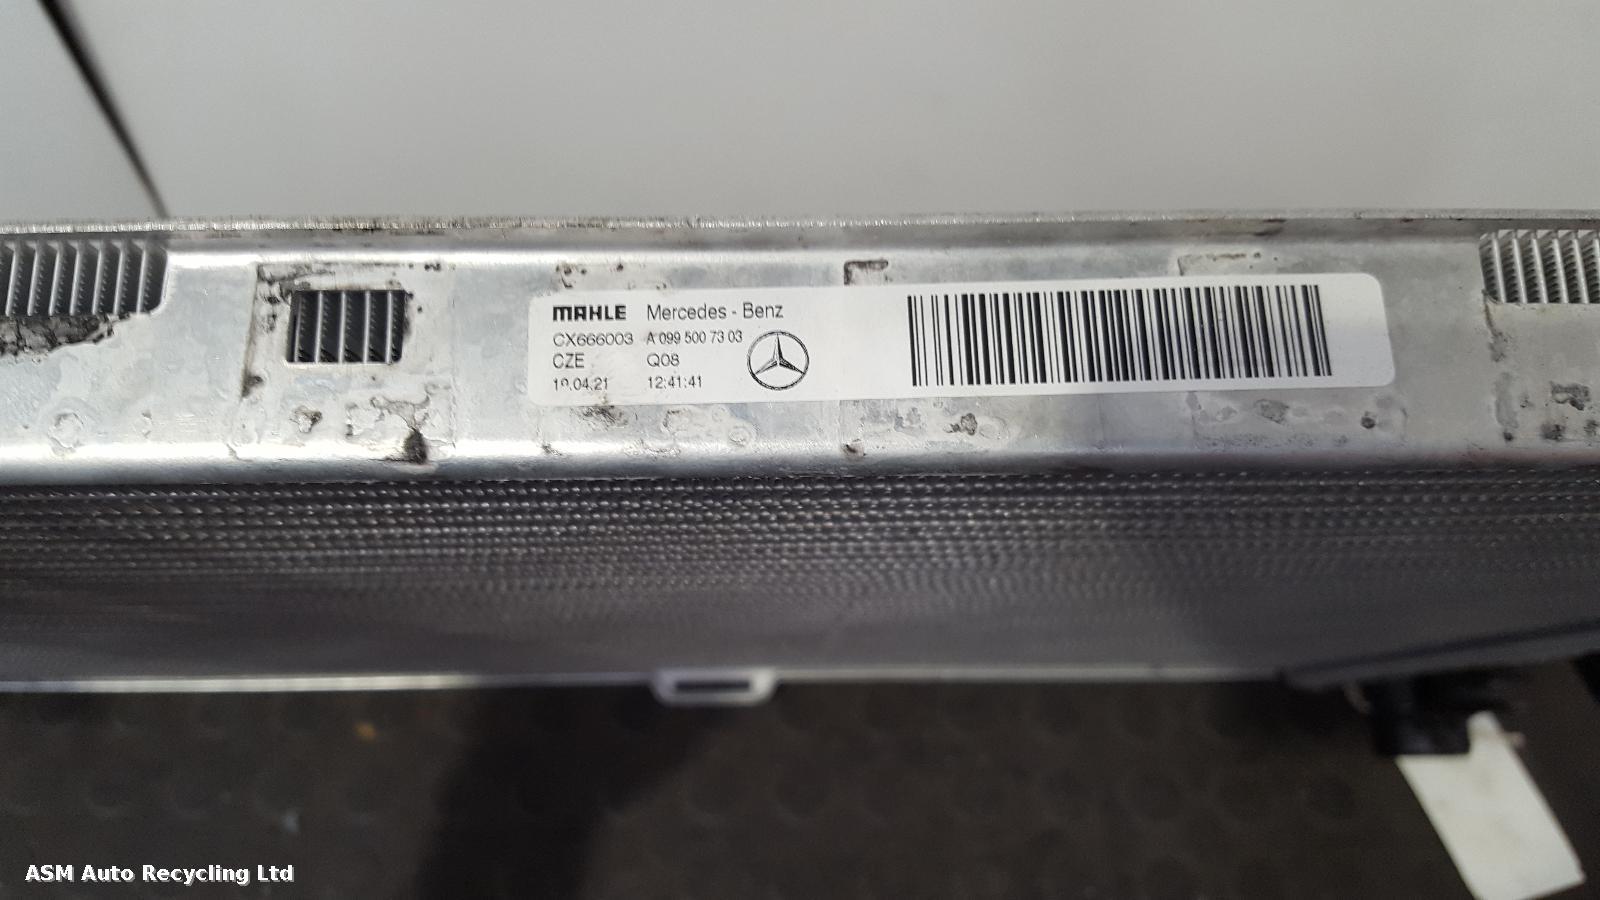 MAHLE Mercedes - Benz
CX666003 A 099 500 73 03
CZE Q08
12:41:41
ASM Auto Recycling Ltd